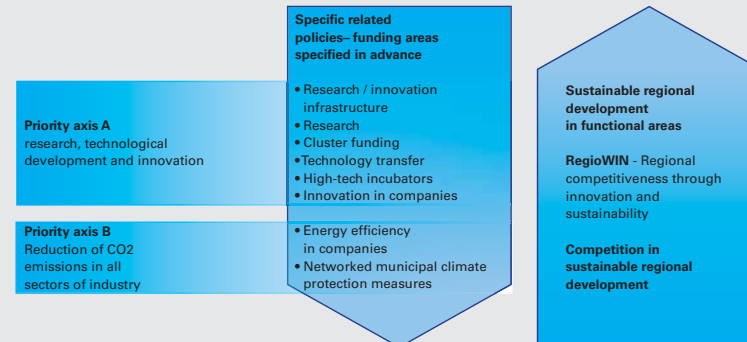 Specific related
policies– funding areas
specified in advance
Priority axis A
research, technological
development and innovation
• Research / innovation
infrastructure
• Research
• Cluster funding
•Technology transfer
• High-tech incubators
• Innovation in companies
Priority axis B
Reduction of CO2
emissions in all
sectors of industry
• Energy efficiency
in companies
• Networked municipal climate
protection measures
Sustainable regional
development
in functional areas
RegioWIN - Regional
competitiveness through
innovation and
sustainability
Competition in
sustainable regional
development